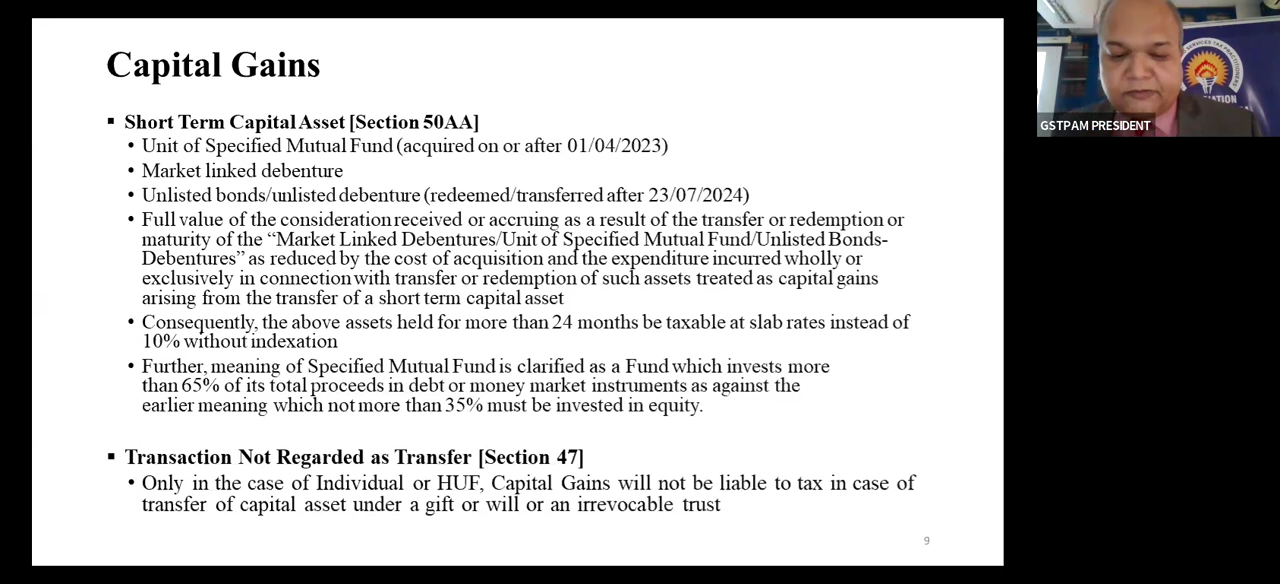 Capital Gains
▪ Short Term Capital Asset [Section 50AA]
• Unit of Specified Mutual Fund (acquired on or after 01/04/2023)
• Market linked debenture
• Unlisted bonds/unlisted debenture (redeemed/transferred after 23/07/2024)
• Full value of the consideration received or accruing as a result of the transfer or redemption or
maturity of the “Market Linked Debentures/Unit of Specified Mutual Fund/Unlisted Bonds-
Debentures” as reduced by the cost of acquisition and the expenditure incurred wholly or
exclusively in connection with transfer or redemption of such assets treated as capital gains
arising from the transfer of a short term capital asset
• Consequently, the above assets held for more than 24 months be taxable at slab rates instead of
10% without indexation
• Further, meaning of Specified Mutual Fund is clarified as a Fund which invests more
than 65% of its total proceeds in debt or money market instruments as against the
earlier meaning which not more than 35% must be invested in equity.
▪ Transaction Not Regarded as Transfer [Section 47]
• Only in the case of Individual or HUF, Capital Gains will not be liable to tax in case of
transfer of capital asset under a gift or will or an irrevocable trust
9
SERVICES TAX PRACTITIONERS
GSTPAM PRESIDENT